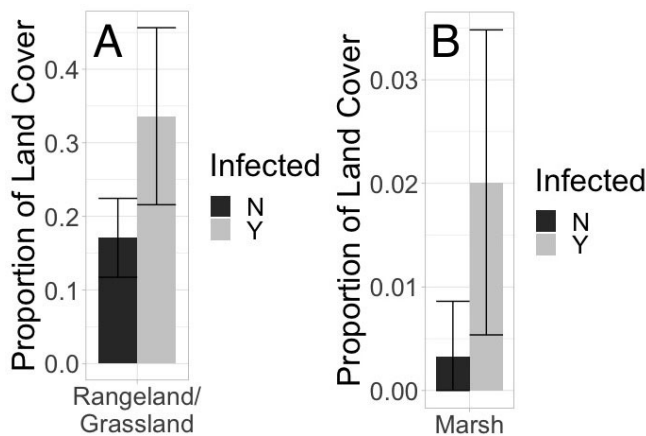 A
Proportion of Land Cover
0.4
0.3
0.2
0.1
0.0
Rangeland/
Grassland
Infected
N
Y
B
Proportion of Land Cover
0.03
0.02
0.01
0.00
Marsh
Infected
N
Y